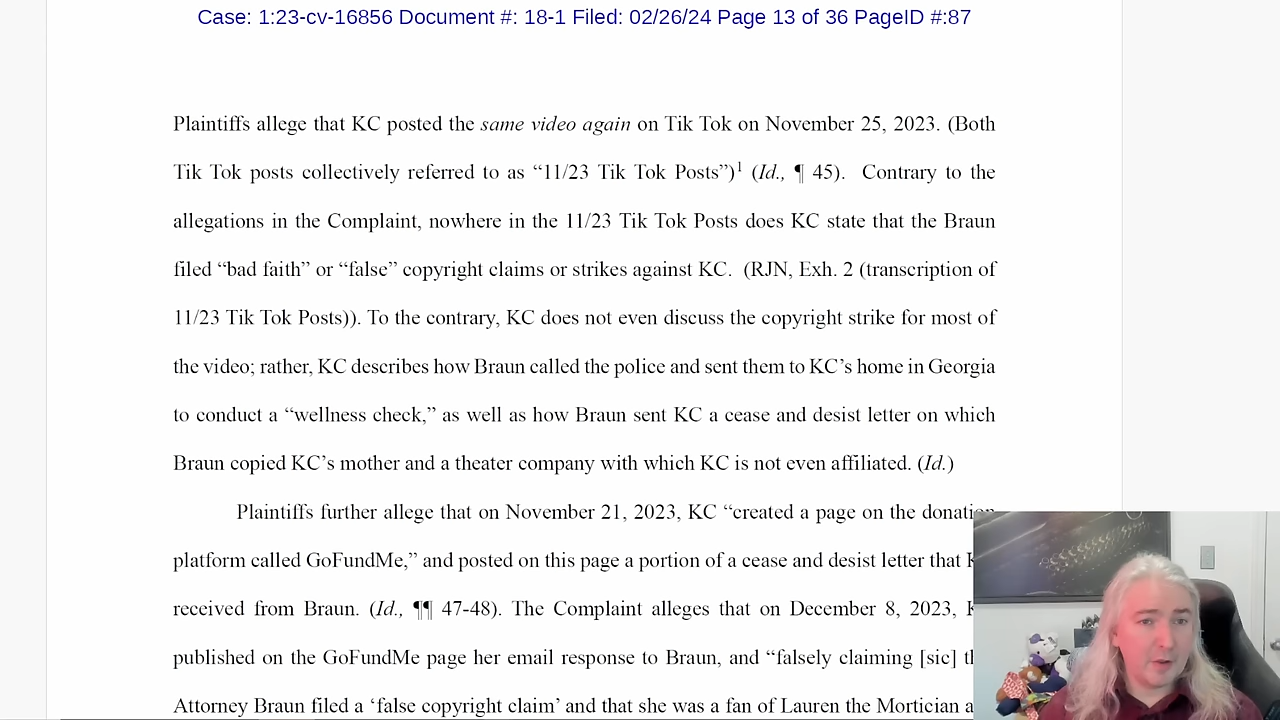 Case: 1:23-cv-16856 Document #: 18-1 Filed: 02/26/24 Page 13 of 36 PageID #:87
Plaintiffs allege that KC posted the same video again on Tik Tok on November 25, 2023. (Both
Tik Tok posts collectively referred to as “11/23 Tik Tok Posts”)1 (Id., ¶ 45).  Contrary to the
allegations in the Complaint, nowhere in the 11/23 Tik Tok Posts does KC state that the Braun
filed “bad faith” or “false” copyright claims or strikes against KC.  (RJN, Exh. 2 (transcription of
11/23 Tik Tok Posts)). To the contrary, KC does not even discuss the copyright strike for most of
the video; rather, KC describes how Braun called the police and sent them to KC’s home in Georgia
to conduct a “wellness check,” as well as how Braun sent KC a cease and desist letter on which
Braun copied KC’s mother and a theater company with which KC is not even affiliated. (Id.)
Plaintiffs further allege that on November 21, 2023, KC “created a page on the donation
platform called GoFundMe,” and posted on this page a portion of a cease and desist letter that
received from Braun. (Id., ¶¶ 47-48). The Complaint alleges that on December 8, 2023,
published on the GoFundMe page her email response to Braun, and “falsely claiming [sic]
Attorney Braun filed a ‘false copyright claim’ and that she was a fan of Lauren the Mortician